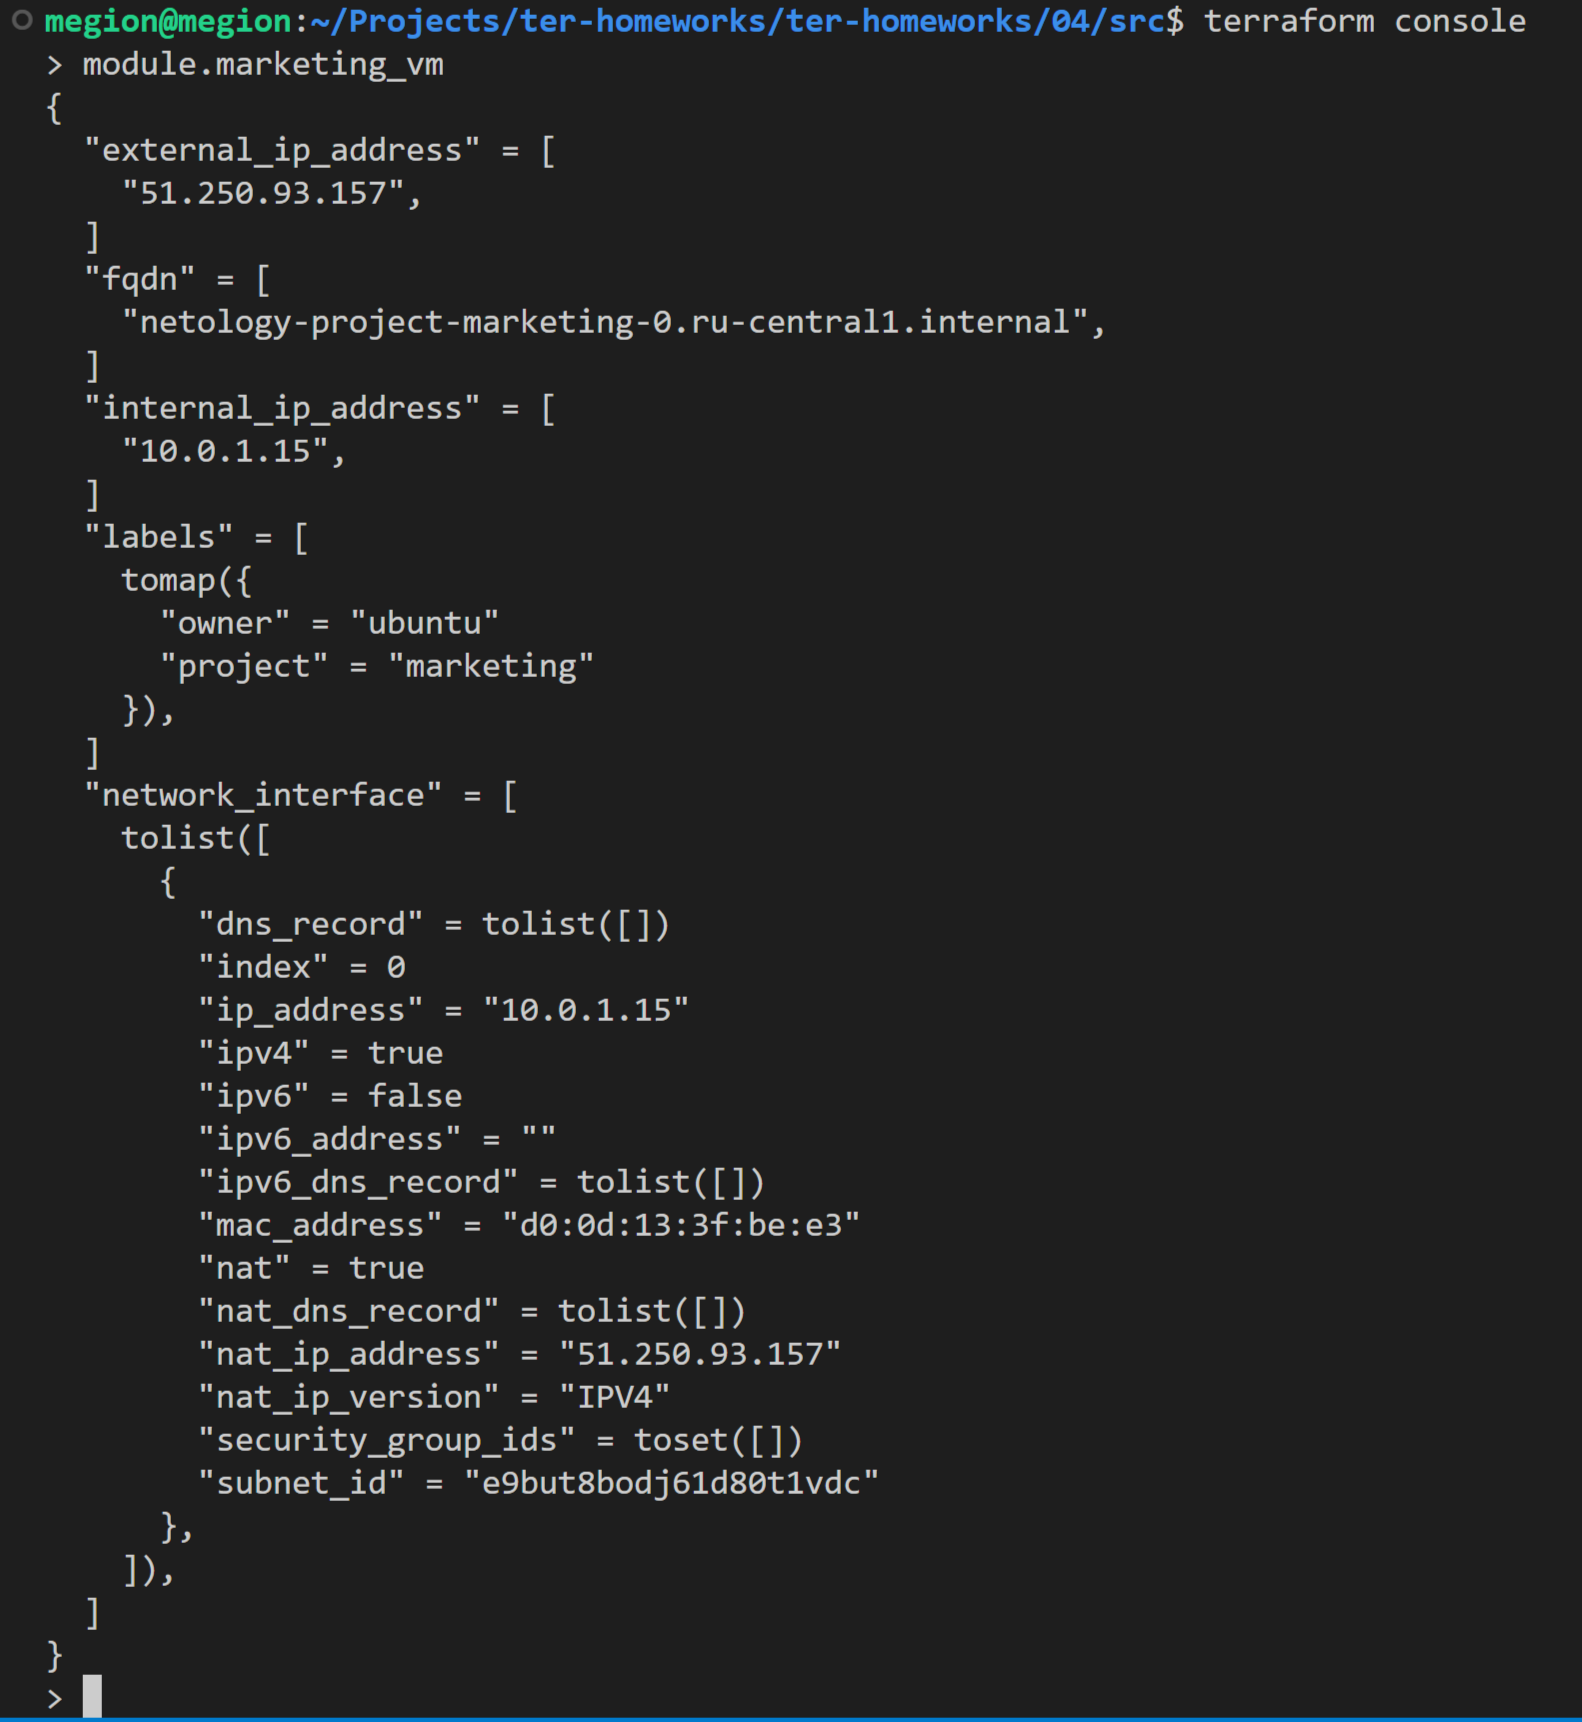 megion@megion:~/Projects/ter-homeworks/ter-homeworks/04/src$ terraform console
> module.marketing_vm
{
  "external_ip_address" = [
    "51.250.93.157",
  ]
  "fqdn" = [
    "netology-project-marketing-0.ru-central1.internal",
  ]
  "internal_ip_address" = [
    "10.0.1.15",
  ]
  "labels" = [
    tomap({
      "owner" = "ubuntu"
      "project" = "marketing"
    }),
  ]
  "network_interface" = [
    tolist([
      {
        "dns_record" = tolist([])
        "index" = 0
        "ip_address" = "10.0.1.15"
        "ipv4" = true
        "ipv6" = false
        "ipv6_address" = ""
        "ipv6_dns_record" = tolist([])
        "mac_address" = "d0:0d:13:3f:be:e3"
        "nat" = true
        "nat_dns_record" = tolist([])
        "nat_ip_address" = "51.250.93.157"
        "nat_ip_version" = "IPV4"
        "security_group_ids" = toset([])
        "subnet_id" = "e9but8bodj61d80t1vdc"
      },
    ]),
  ]
}
>